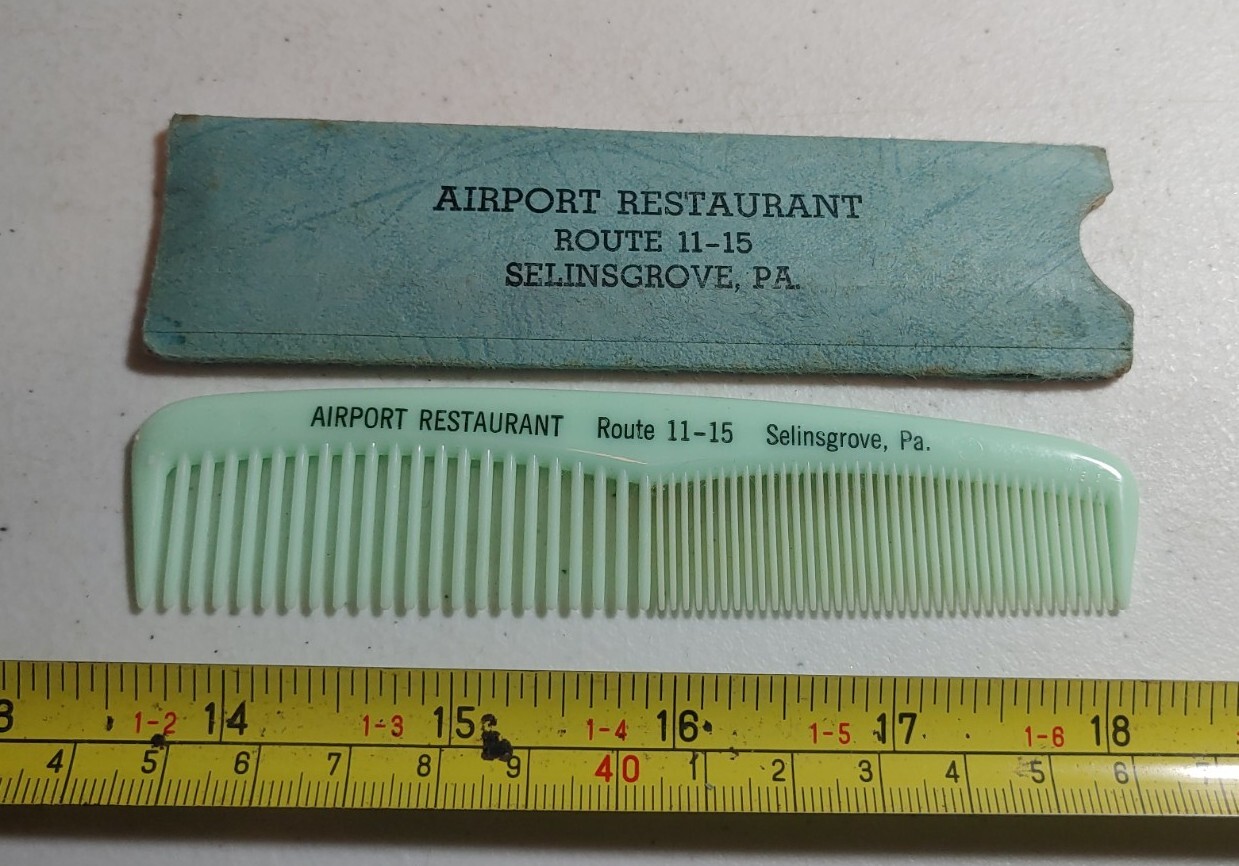 AIRPORT RESTAURANT
ROUTE 11-15
SELINSGROVE, PA.
AIRPORT RESTAURANT Route 11-15 Selinsgrove, Pa.
3 1-2 14 1-3 15 1-4 16 1-5 17 1-6 18
4 5 6 7 8 9 40 1 2 3 4 5 6 7